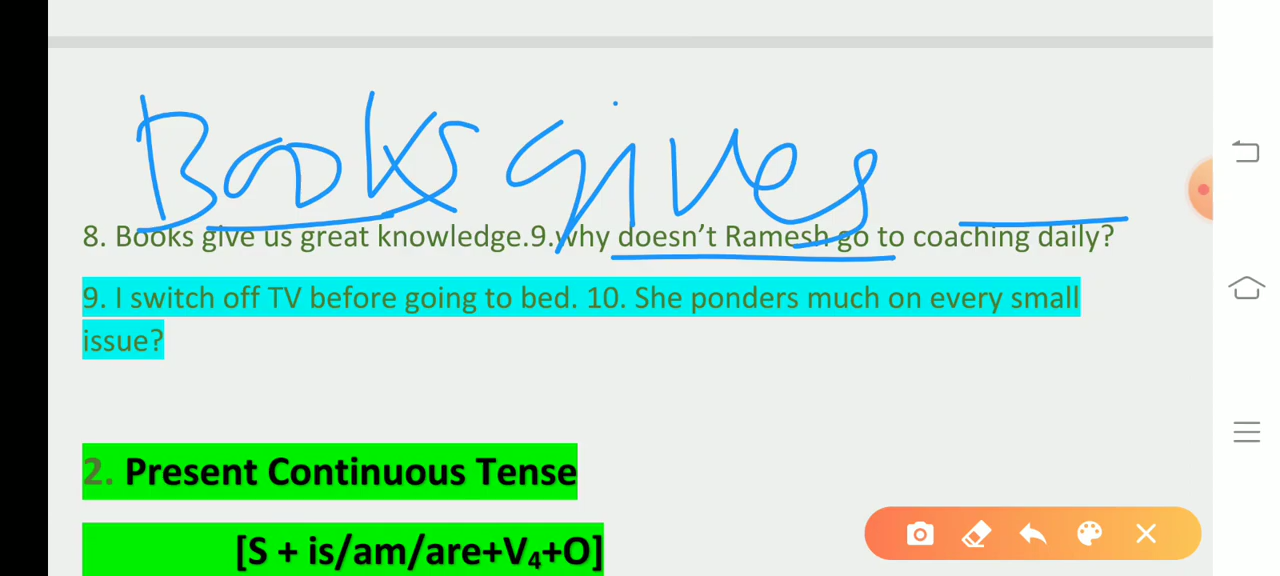 Books gives
8. Books give us great knowledge.9.why doesn’t Ramesh go to coaching daily?
9. I switch off TV before going to bed. 10. She ponders much on every small
issue?
2. Present Continuous Tense
[S + is/am/are+V₄+O]